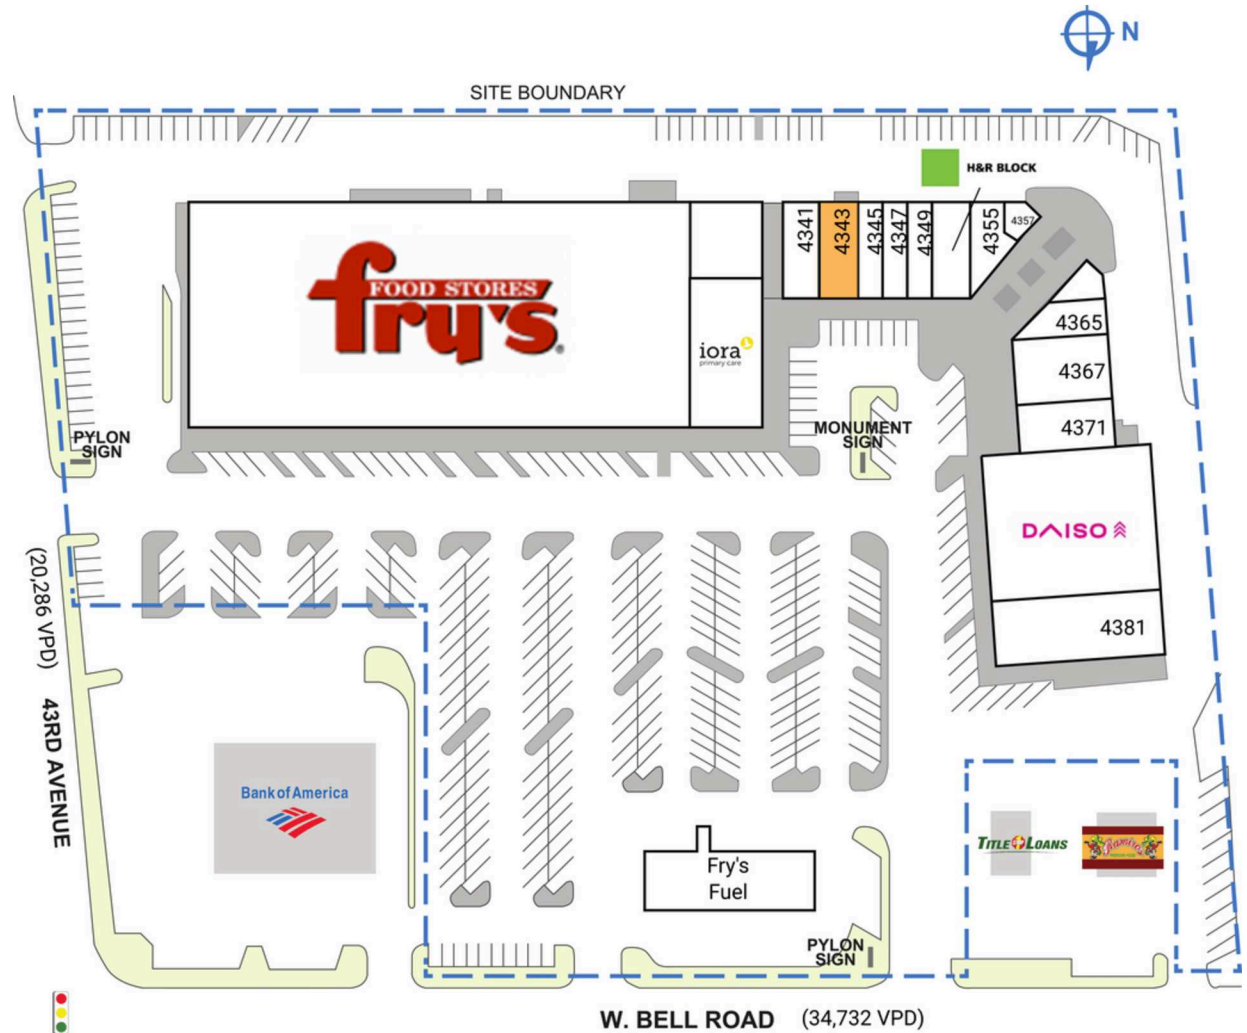 N
SITE BOUNDARY
H&R BLOCK
4341
4343
4345
4347
4349
4355
4357
fry's
FOOD STORES
iora
primary care
4365
4367
4371
PYLON
SIGN
MONUMENT
SIGN
DAISO
4381
(20,286 VPD)
43RD AVENUE
Bank of America
Fry's
Fuel
TITLE LOANS
Ramiro's
PYLON
SIGN
W. BELL ROAD (34,732 VPD)